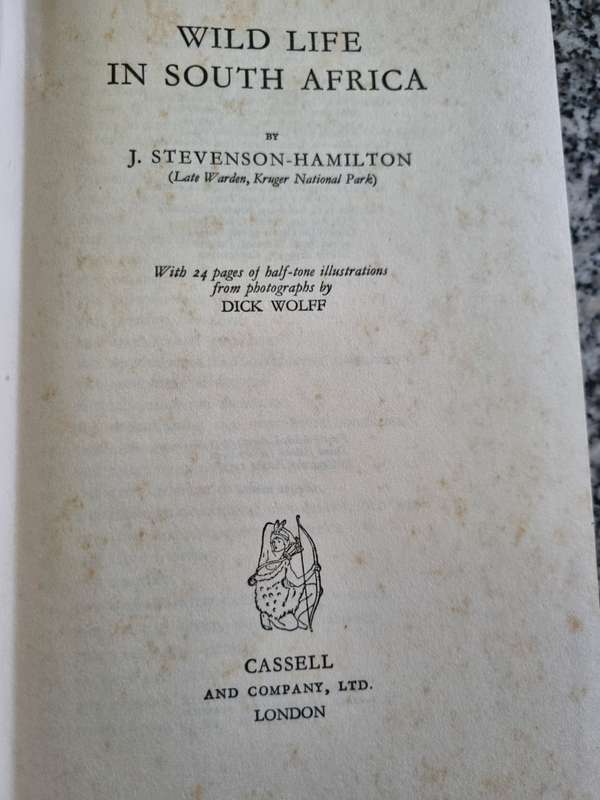 WILD LIFE
IN SOUTH AFRICA
BY
J. STEVENSON-HAMILTON
(Late Warden, Kruger National Park)
With 24 pages of half-tone illustrations
from photographs by
DICK WOLFF
CASSELL
AND COMPANY, LTD.
LONDON